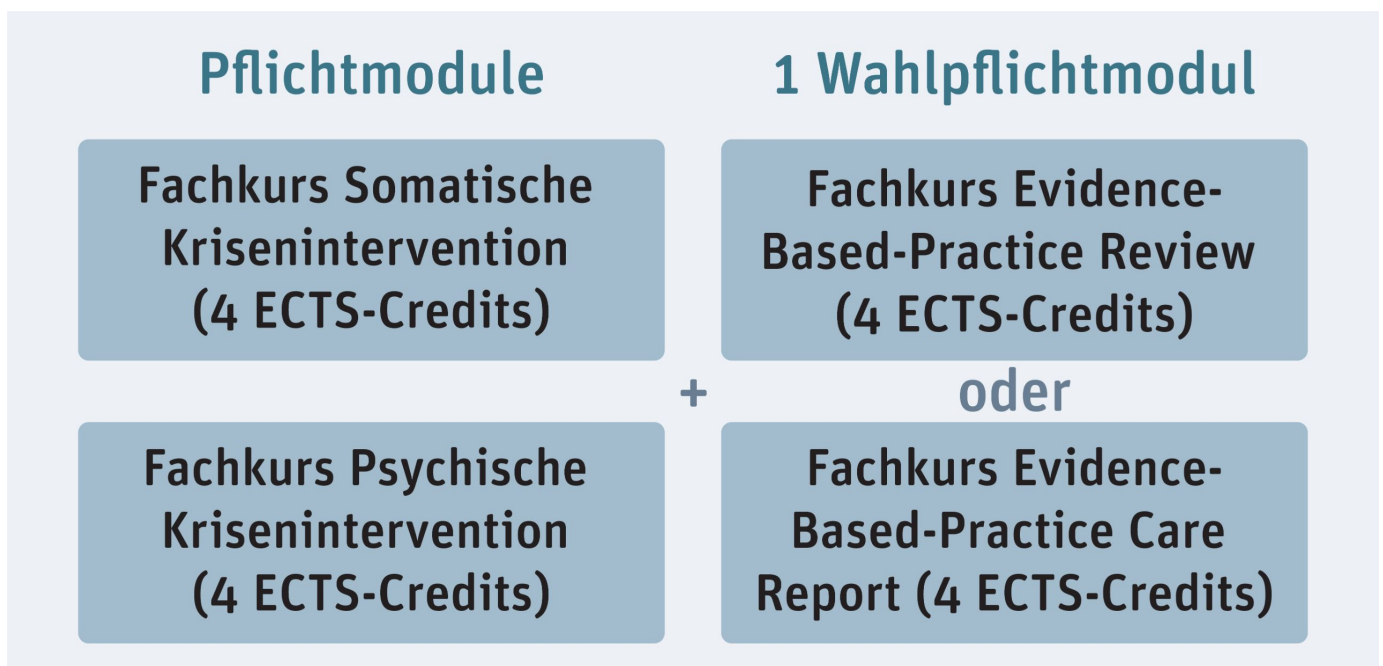 Pflichtmodule
Fachkurs Somatische
Krisenintervention
(4 ECTS-Credits)
Fachkurs Psychische
Krisenintervention
(4 ECTS-Credits)
+
1 Wahlpflichtmodul
Fachkurs Evidence-
Based-Practice Review
(4 ECTS-Credits)
oder
Fachkurs Evidence-
Based-Practice Care
Report (4 ECTS-Credits)